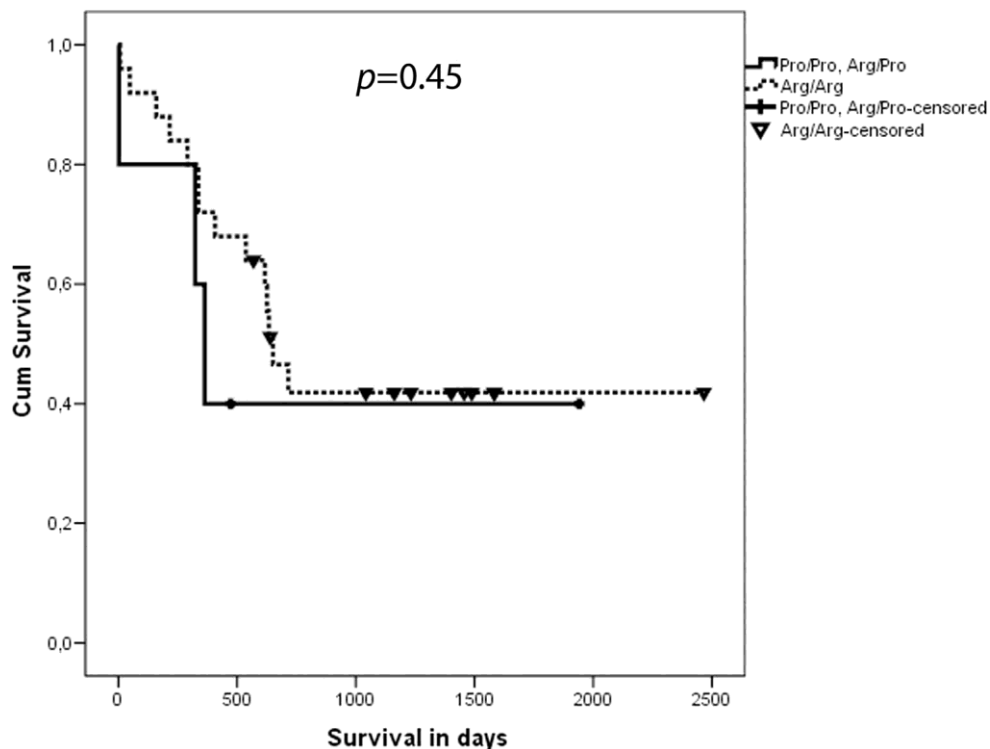 p=0.45
Pro/Pro, Arg/Pro
Arg/Arg
Pro/Pro, Arg/Pro-censored
Arg/Arg-censored
Cum Survival
1,0
0,8
0,6
0,4
0,2
0,0
0 500 1000 1500 2000 2500
Survival in days